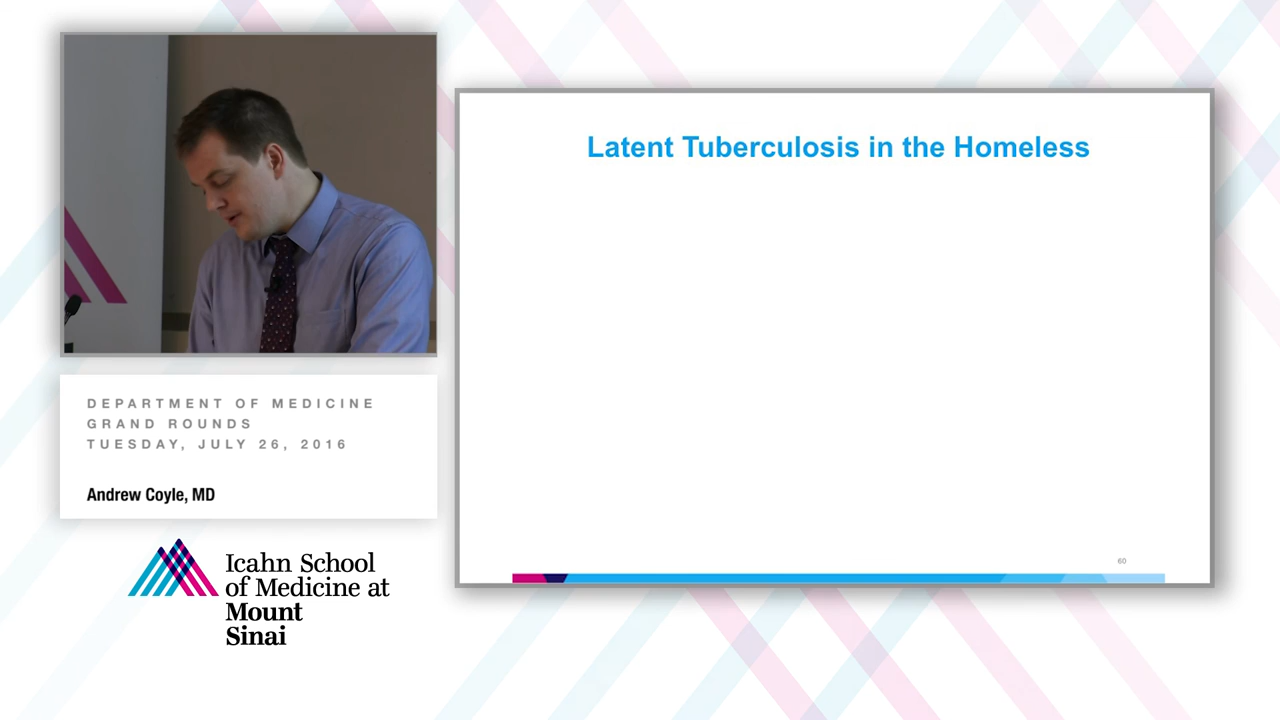 Latent Tuberculosis in the Homeless
60
DEPARTMENT OF MEDICINE
GRAND ROUNDS
TUESDAY, JULY 26, 2016
Andrew Coyle, MD
Icahn School
of Medicine at
Mount
Sinai